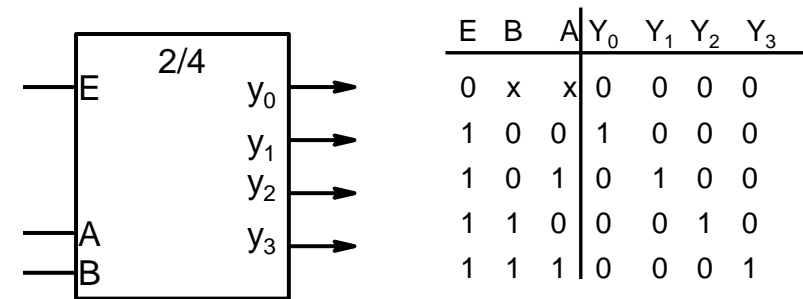 2/4
E
y₀
y₁
y₂
A
y₃
B
E B A Y₀ Y₁ Y₂ Y₃
0 x x 0 0 0 0
1 0 0 1 0 0 0
1 0 1 0 1 0 0
1 1 0 0 0 1 0
1 1 1 0 0 0 1